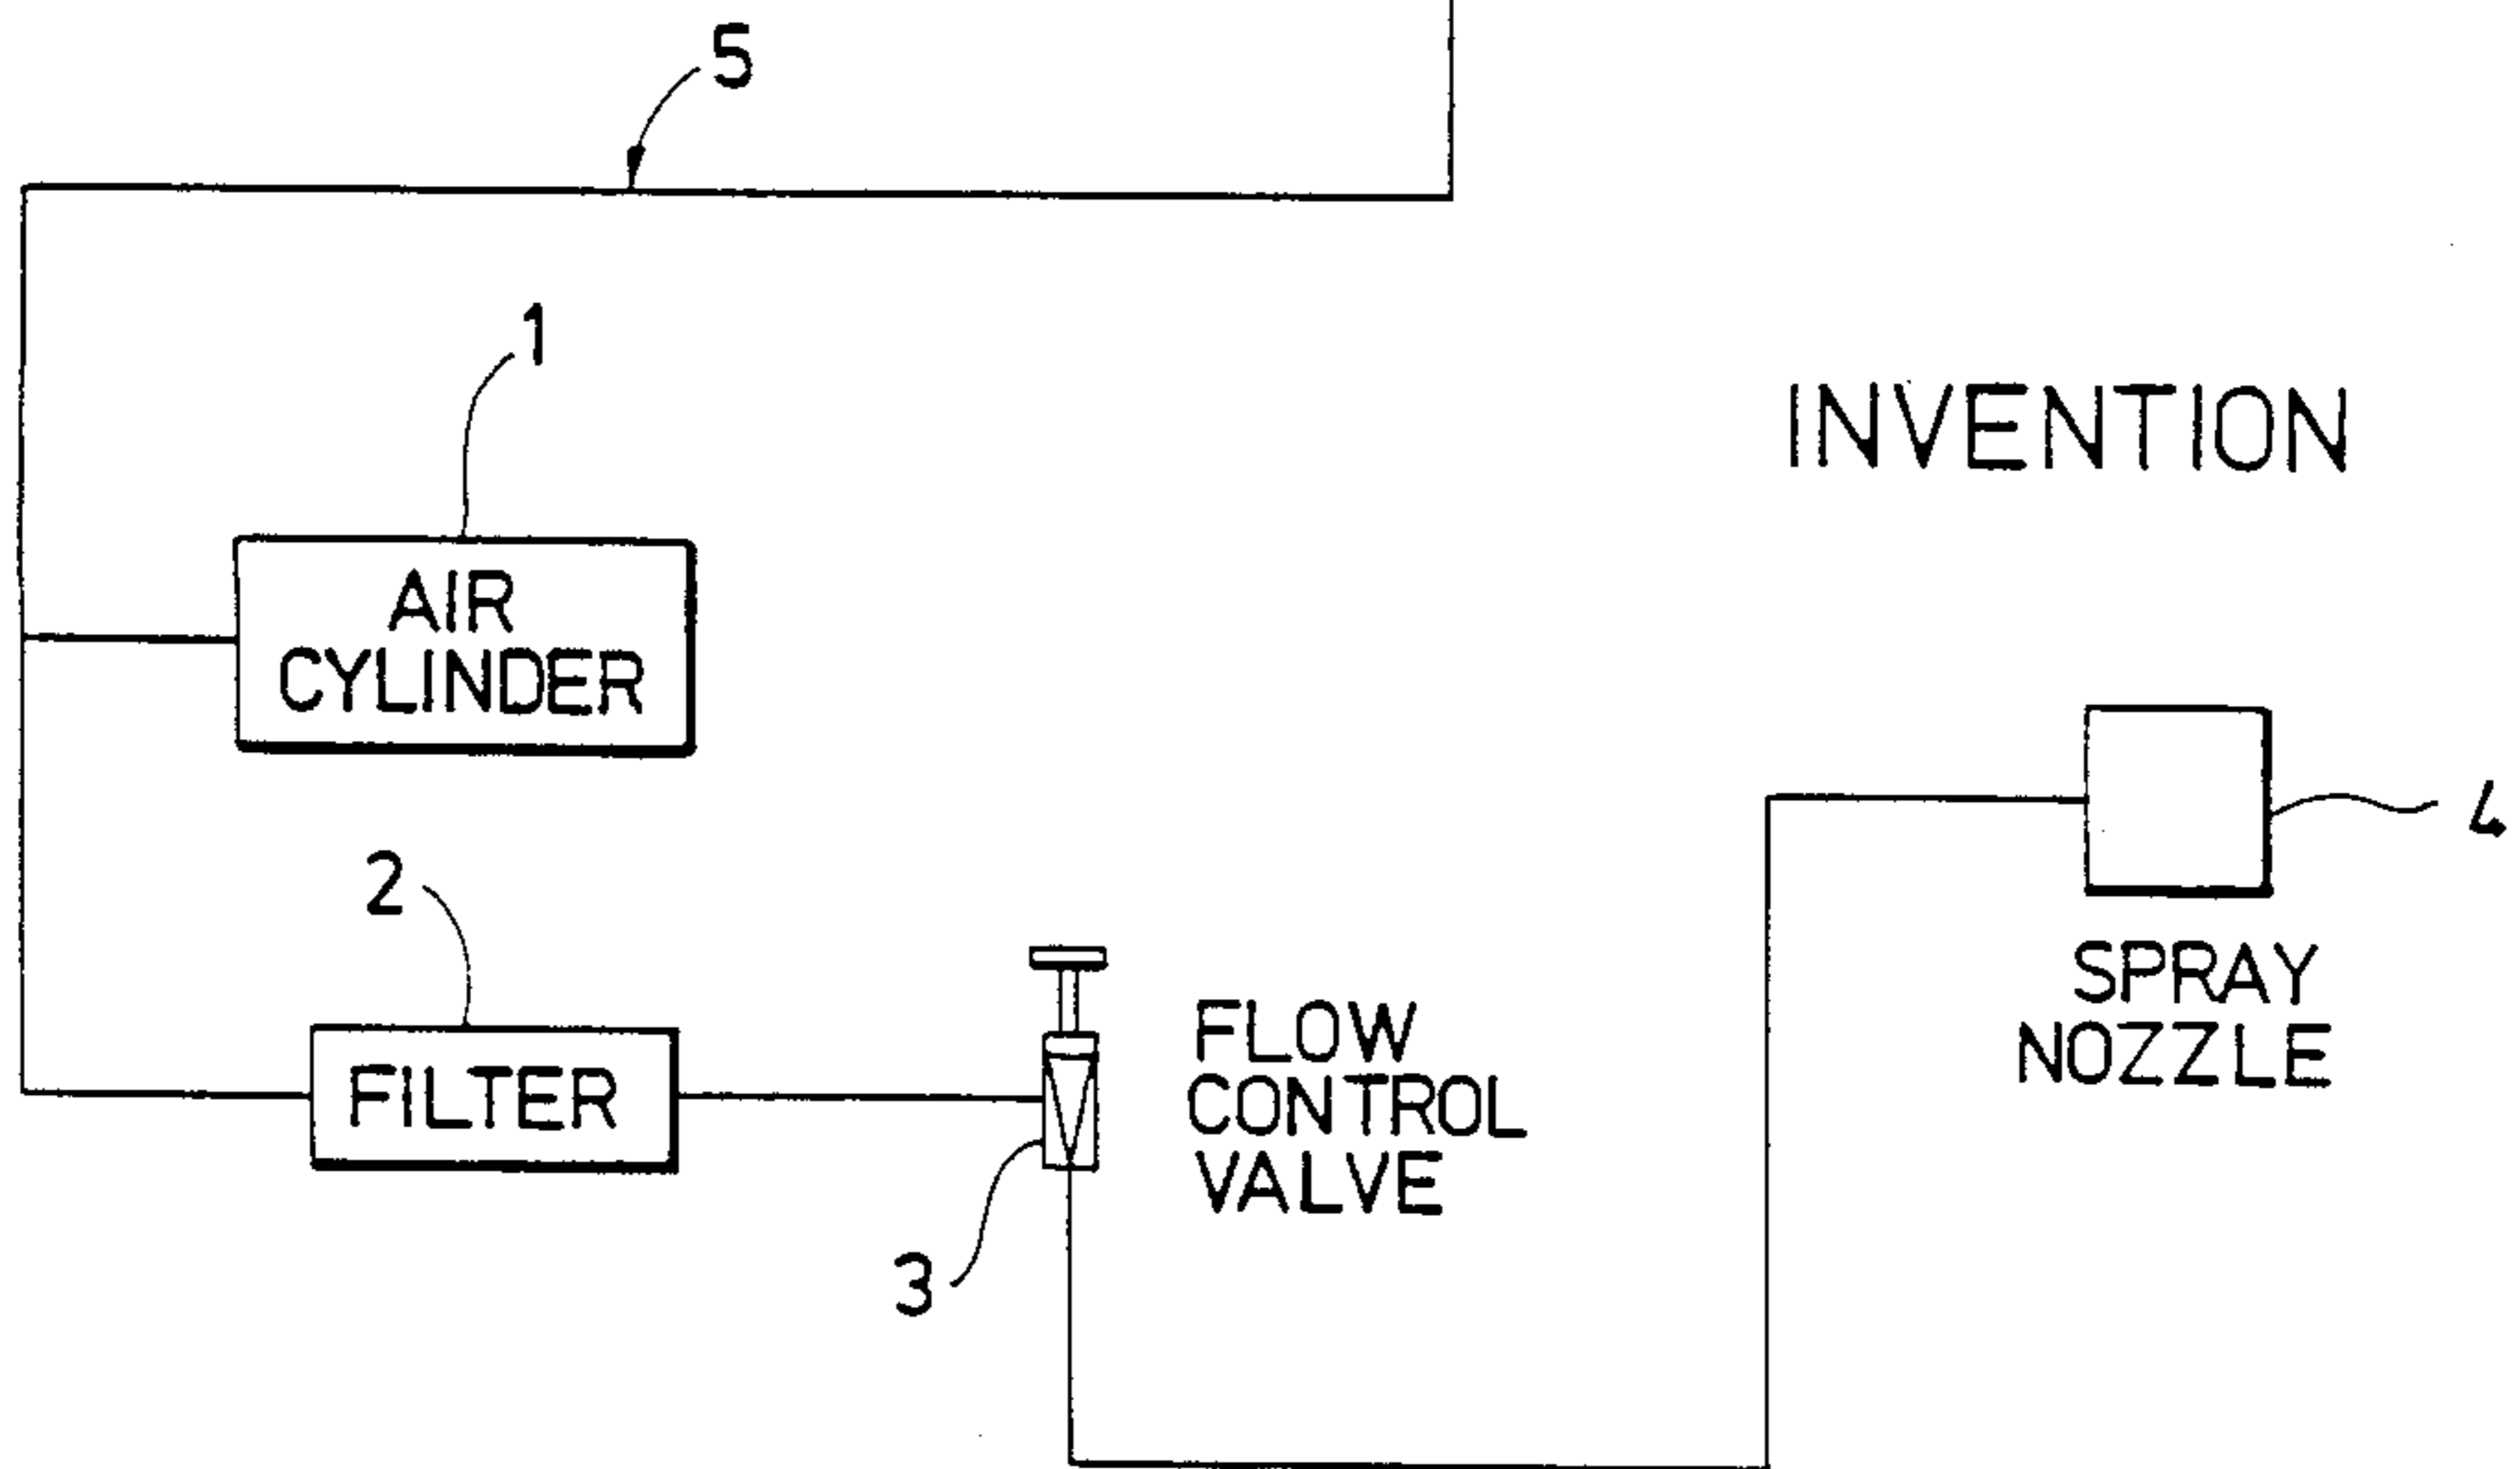 5
1
INVENTION
AIR
CYLINDER
4
2
SPRAY
NOZZLE
FLOW
CONTROL
VALVE
FILTER
3